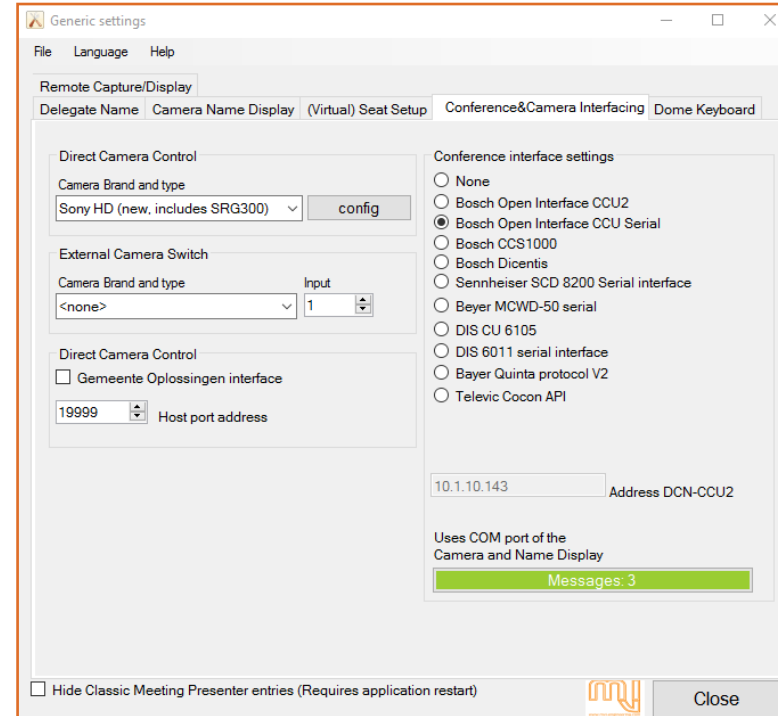 Generic settings
File Language Help
Remote Capture/Display
Delegate Name Camera Name Display (Virtual) Seat Setup Conference&Camera Interfacing Dome Keyboard
Direct Camera Control
Camera Brand and type
Sony HD (new, includes SRG300) config
External Camera Switch
Camera Brand and type Input
<none> 1
Direct Camera Control
Gemeente Oplossingen interface
19999 Host port address
Conference interface settings
None
Bosch Open Interface CCU2
Bosch Open Interface CCU Serial
Bosch CCS1000
Bosch Dicentis
Sennheiser SCD 8200 Serial interface
Beyer MCWD-50 serial
DIS CU 6105
DIS 6011 serial interface
Bayer Quinta protocol V2
Televic Cocon API
10.1.10.143 Address DCN-CCU2
Uses COM port of the
Camera and Name Display
Messages: 3
Hide Classic Meeting Presenter entries (Requires application restart)
Close